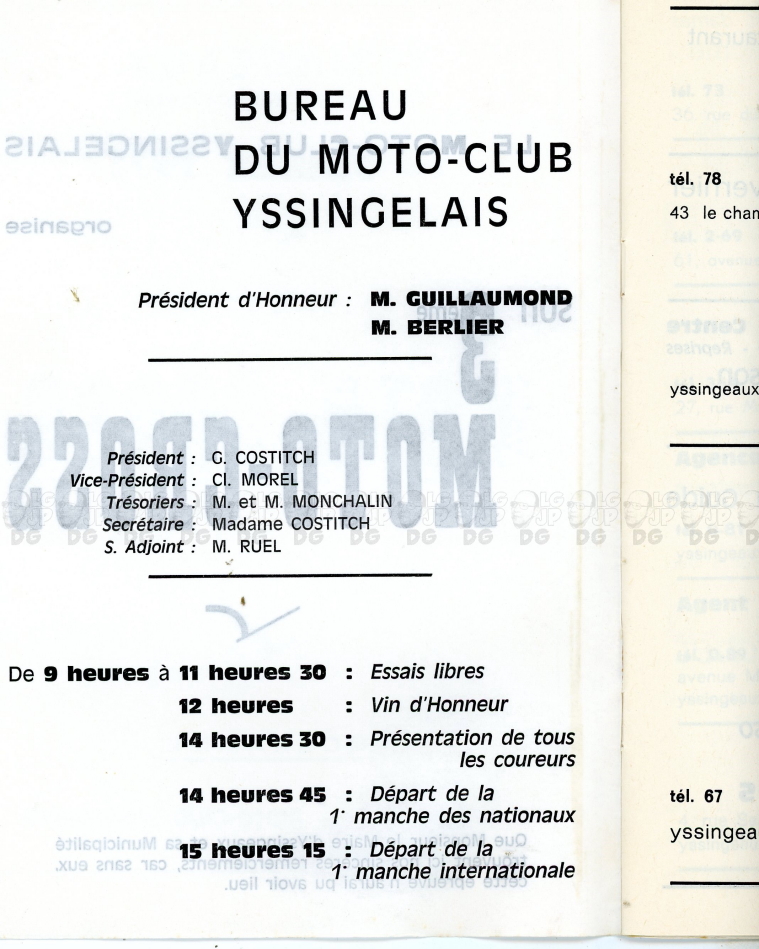 BUREAU
DU MOTO-CLUB
YSSINGELAIS
Président d'Honneur : M. GUILLAUMOND
M. BERLIER
Président : G. COSTITCH
Vice-Président : Cl. MOREL
Trésoriers : M. et M. MONCHALIN
Secrétaire : Madame COSTITCH
S. Adjoint : M. RUEL
De 9 heures à 11 heures 30 : Essais libres
12 heures : Vin d'Honneur
14 heures 30 : Présentation de tous
les coureurs
14 heures 45 : Départ de la
1° manche des nationaux
15 heures 15 : Départ de la
1° manche internationale
tél. 78
43 le cham
yssingeaux
tél. 67
yssingea